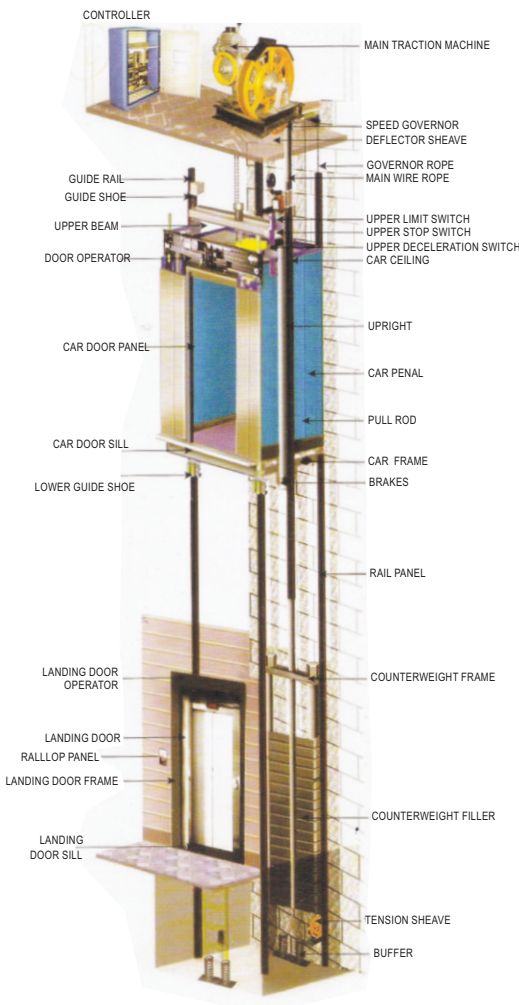 CONTROLLER
MAIN TRACTION MACHINE
SPEED GOVERNOR
DEFLECTOR SHEAVE
GOVERNOR ROPE
MAIN WIRE ROPE
GUIDE RAIL
GUIDE SHOE
UPPER BEAM
DOOR OPERATOR
UPPER LIMIT SWITCH
UPPER STOP SWITCH
UPPER DECELERATION SWITCH
CAR CEILING
UPRIGHT
CAR DOOR PANEL
CAR PENAL
PULL ROD
CAR DOOR SILL
CAR FRAME
LOWER GUIDE SHOE
BRAKES
RAIL PANEL
LANDING DOOR
OPERATOR
COUNTERWEIGHT FRAME
LANDING DOOR
RALLLOP PANEL
LANDING DOOR FRAME
COUNTERWEIGHT FILLER
LANDING
DOOR SILL
TENSION SHEAVE
BUFFER